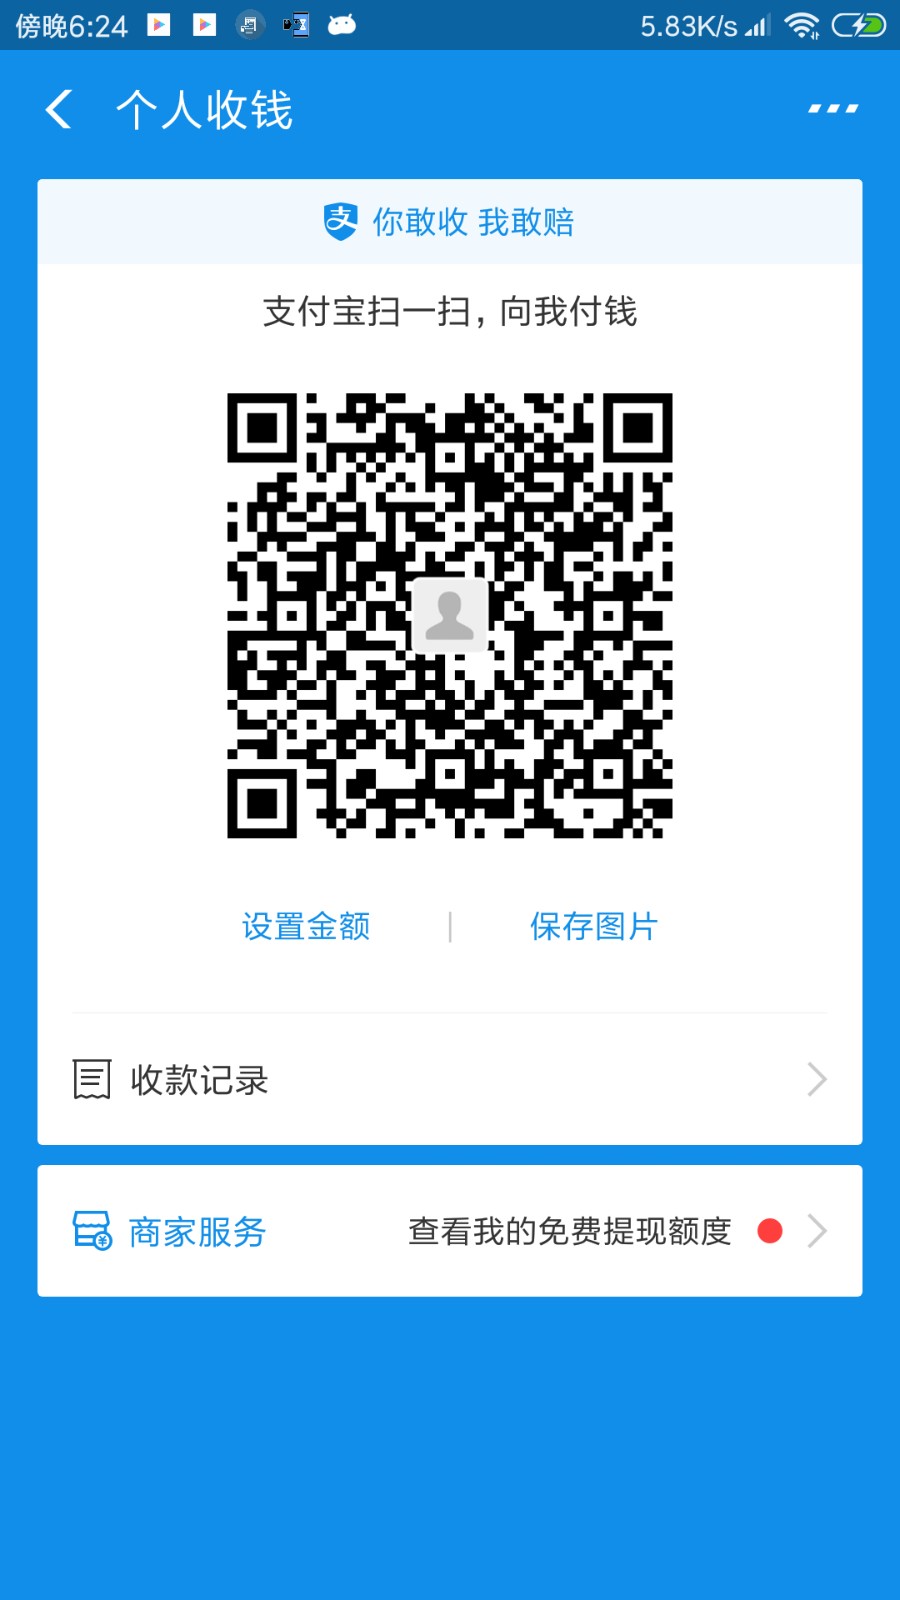 傍晚6:24 5.83K/s
个人收钱
支 你敢收 我敢赔
支付宝扫一扫，向我付钱
设置金额 | 保存图片
收款记录
商家服务 查看我的免费提现额度